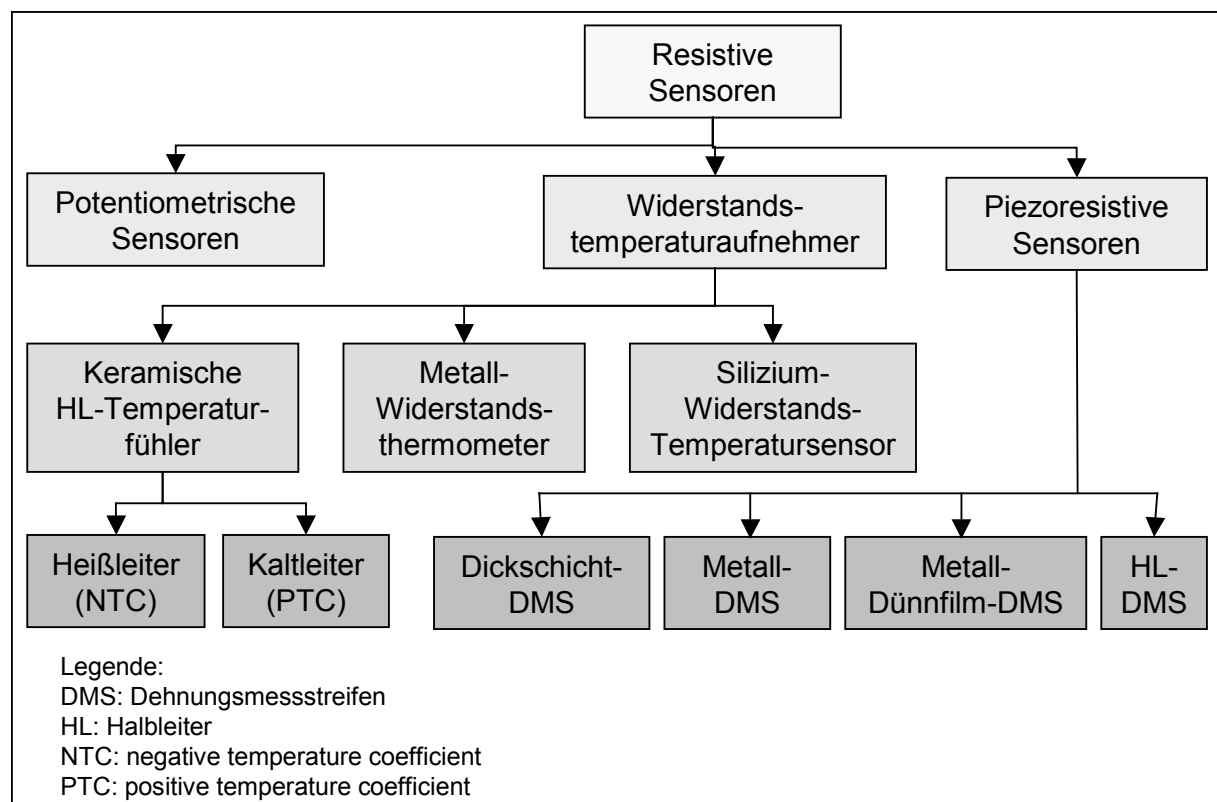 Resistive
Sensoren
Potentiometrische
Sensoren
Widerstands-
temperaturaufnehmer
Piezoresistive
Sensoren
Keramische
HL-Temperatur-
fühler
Metall-
Widerstands-
thermometer
Silizium-
Widerstands-
Temperatursensor
Heißleiter
(NTC)
Kaltleiter
(PTC)
Dickschicht-
DMS
Metall-
DMS
Metall-
Dünnfilm-DMS
HL-
DMS
Legende:
DMS: Dehnungsmessstreifen
HL: Halbleiter
NTC: negative temperature coefficient
PTC: positive temperature coefficient